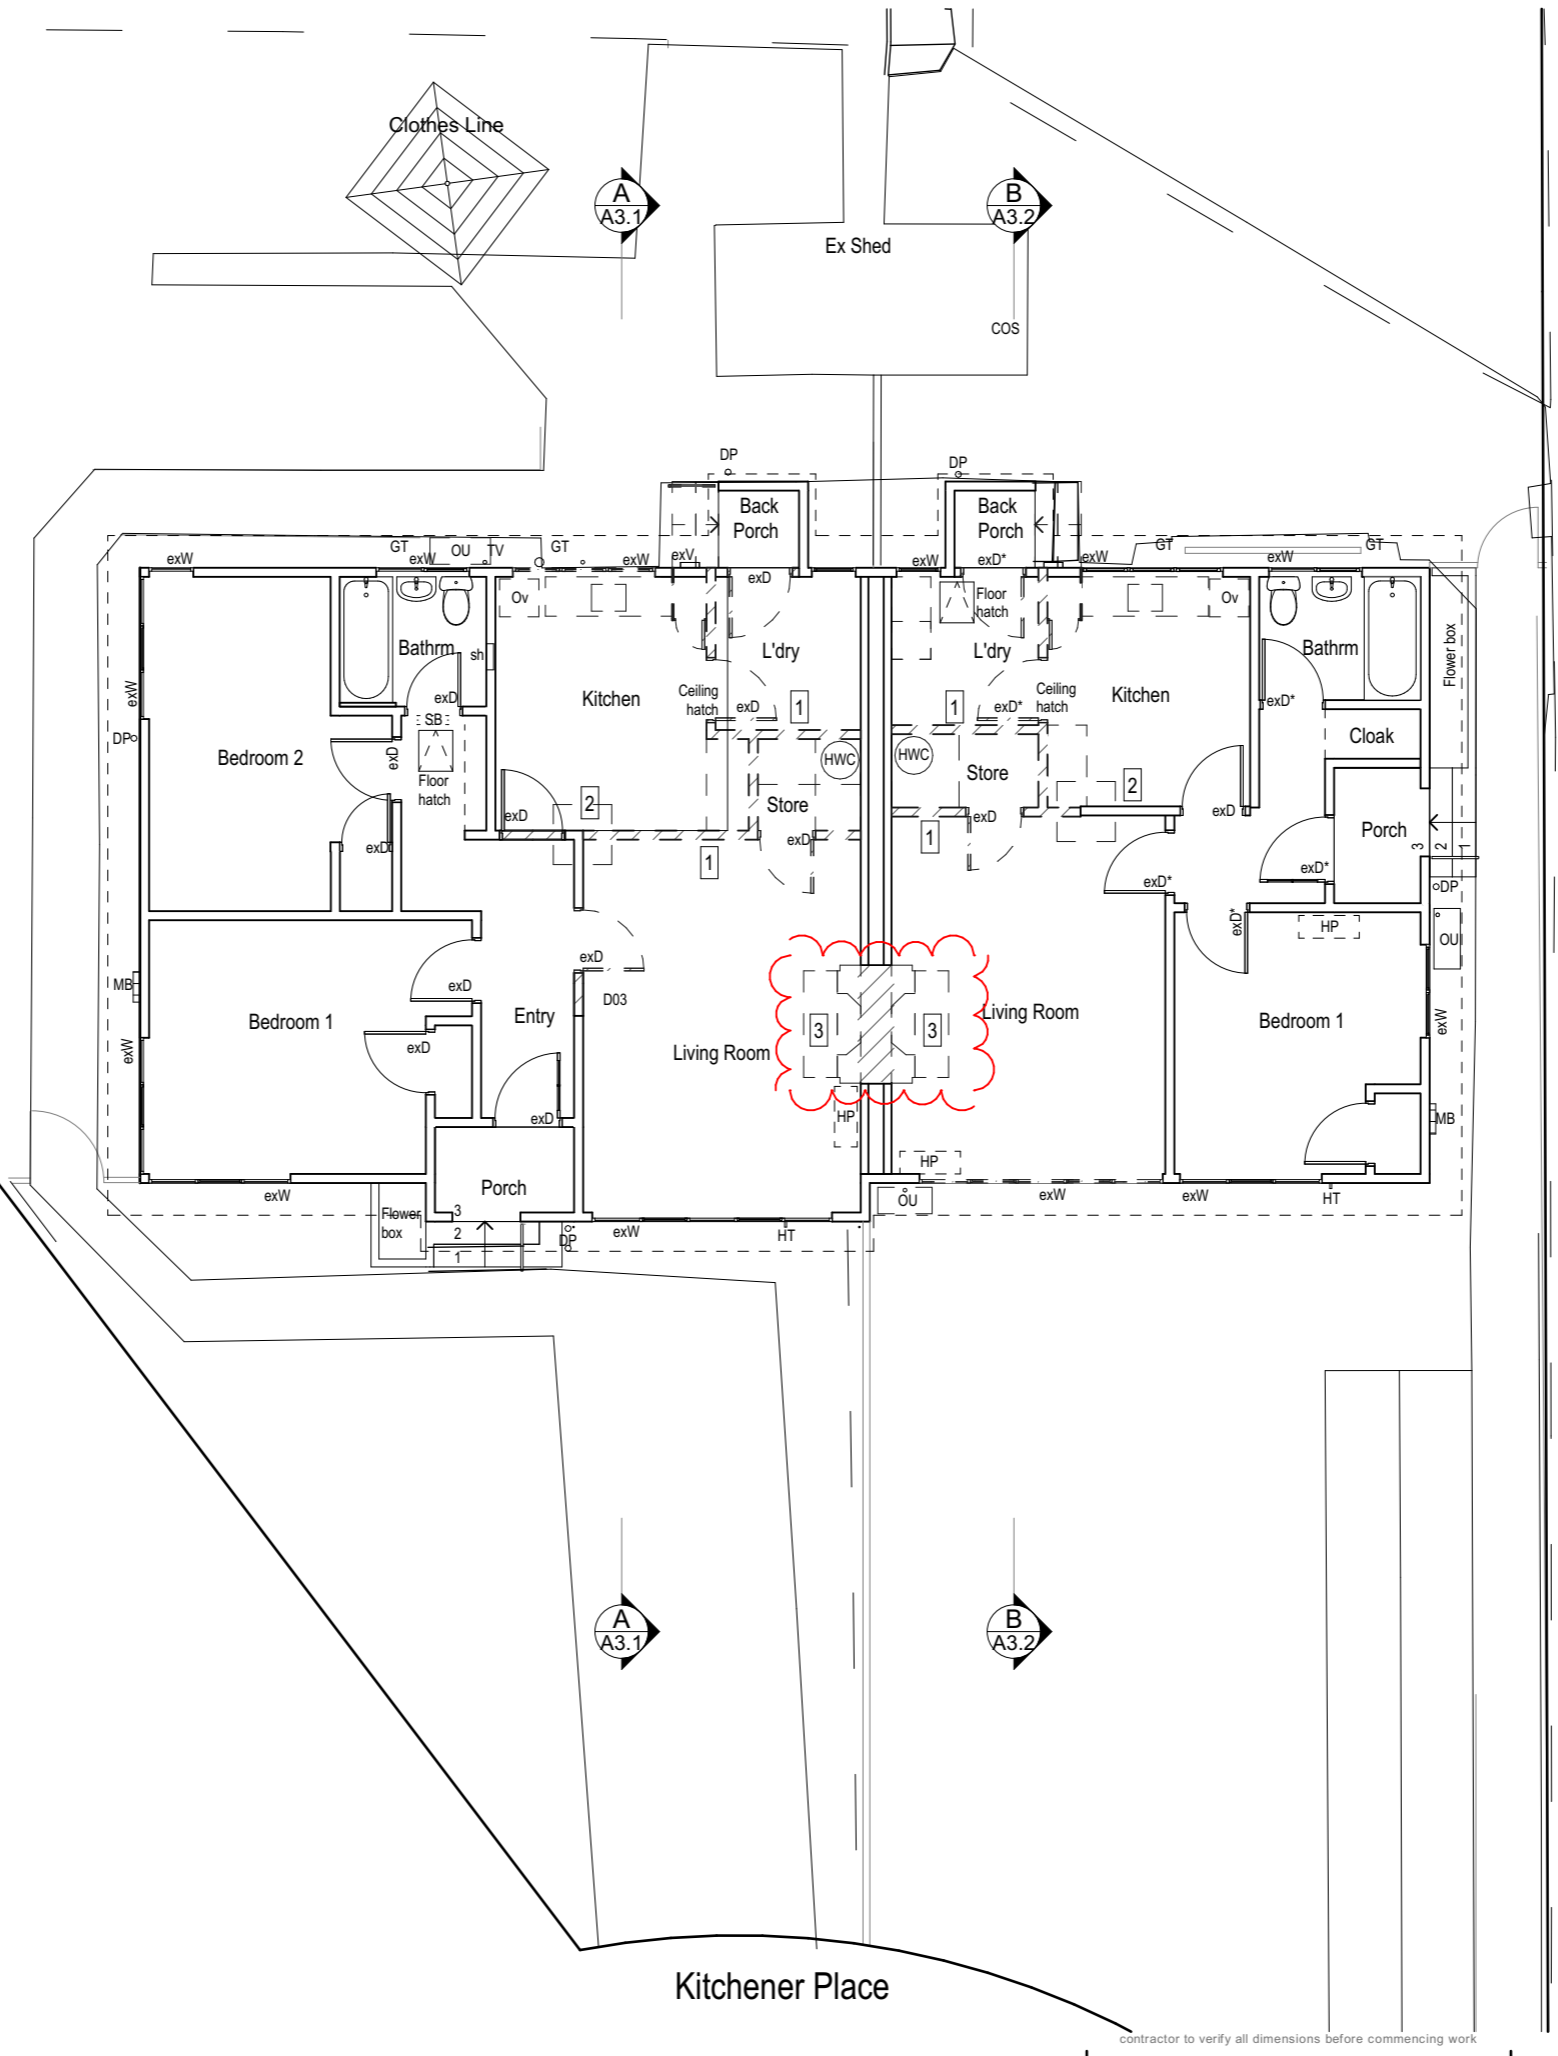 Clothes Line
A
A3.1
B
A3.2
Ex Shed
COS
DP
DP
Back
Porch
Back
Porch
exW
GT
exW
OU
TV
GT
exW
exV
exD
exW
exD*
exW
GT
exW
GT
Ov
Floor
hatch
Ov
Bathrm
sh
L'dry
L'dry
Bathrm
Flower box
exW
exD
Kitchen
Ceiling
hatch
exD
1
1
exD*
Ceiling
hatch
Kitchen
exD*
DP
SB
Cloak
Bedroom 2
exD
Floor
hatch
HWC
HWC
Store
2
Store
2
exD
exD
exD
exD
Porch
3
2
1
exD
1
1
exD*
exD*
DP
HP
exD*
OU
exD
D03
MB
exD
Entry
Bedroom 1
3
3
Living Room
Bedroom 1
exW
exW
exD
Living Room
exD
HP
MB
HP
Porch
exW
OU
exW
exW
HT
Flower
box
3
2
1
DP
exW
HT
A
A3.1
B
A3.2
Kitchener Place
contractor to verify all dimensions before commencing work